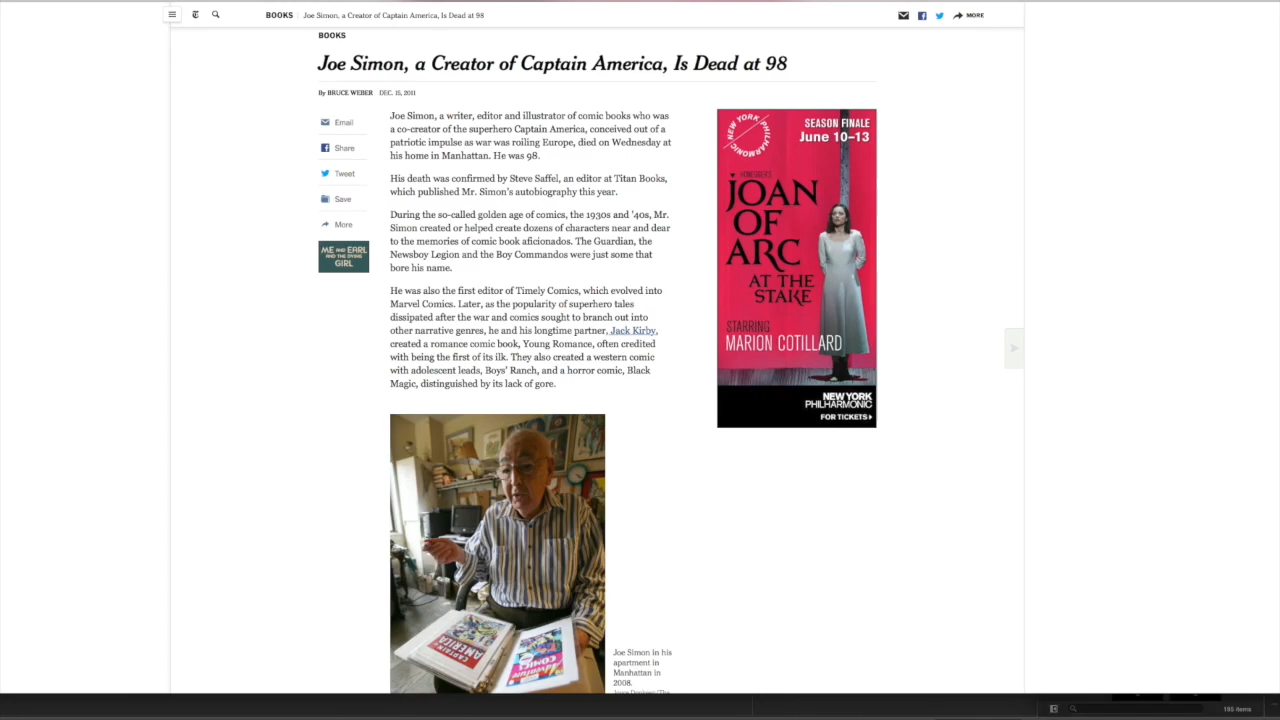 BOOKS Joe Simon, a Creator of Captain America, Is Dead at 98
MORE
BOOKS
Joe Simon, a Creator of Captain America, Is Dead at 98
By BRUCE WEBER DEC. 15, 2011
Email
Share
Tweet
Save
More
ME AND EARL
AND THE DYING
GIRL
Joe Simon, a writer, editor and illustrator of comic books who was
a co-creator of the superhero Captain America, conceived out of a
patriotic impulse as war was roiling Europe, died on Wednesday at
his home in Manhattan. He was 98.
His death was confirmed by Steve Saffel, an editor at Titan Books,
which published Mr. Simon's autobiography this year.
During the so-called golden age of comics, the 1930s and '40s, Mr.
Simon created or helped create dozens of characters near and dear
to the memories of comic book aficionados. The Guardian, the
Newsboy Legion and the Boy Commandos were just some that
bore his name.
He was also the first editor of Timely Comics, which evolved into
Marvel Comics. Later, as the popularity of superhero tales
dissipated after the war and comics sought to branch out into
other narrative genres, he and his longtime partner, Jack Kirby,
created a romance comic book, Young Romance, often credited
with being the first of its ilk. They also created a western comic
with adolescent leads, Boys' Ranch, and a horror comic, Black
Magic, distinguished by its lack of gore.
CAPTAIN
AMERICA
Adventure
COMICS
Joe Simon in his
apartment in
Manhattan in
2008.
NEW YORK
PHILHARMONIC
SEASON FINALE
June 10–13
HONEGGER'S
JOAN
OF
ARC
AT THE
STAKE
STARRING
MARION COTILLARD
NEW YORK
PHILHARMONIC
FOR TICKETS
195 items